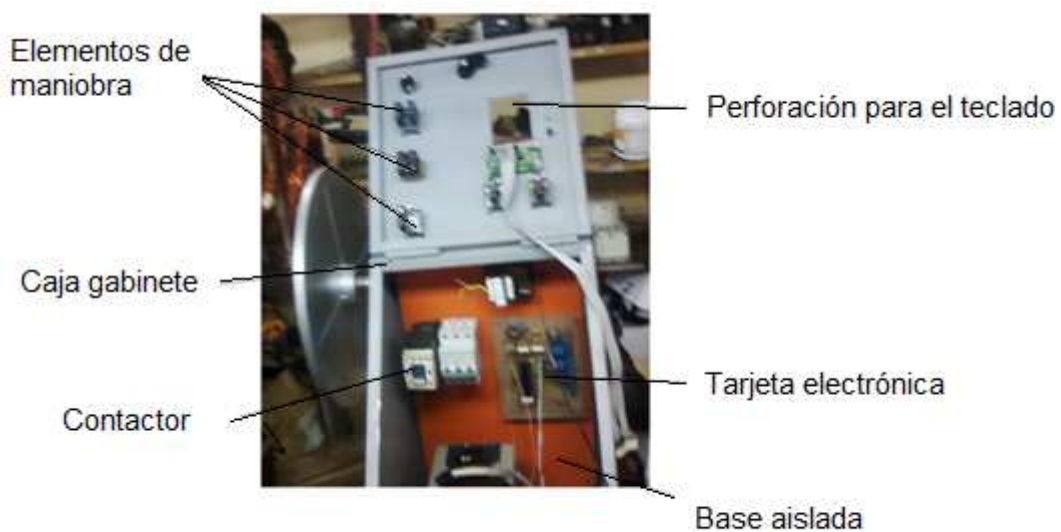 Elementos de
maniobra
Perforación para el teclado
Caja gabinete
Tarjeta electrónica
Contactor
Base aislada